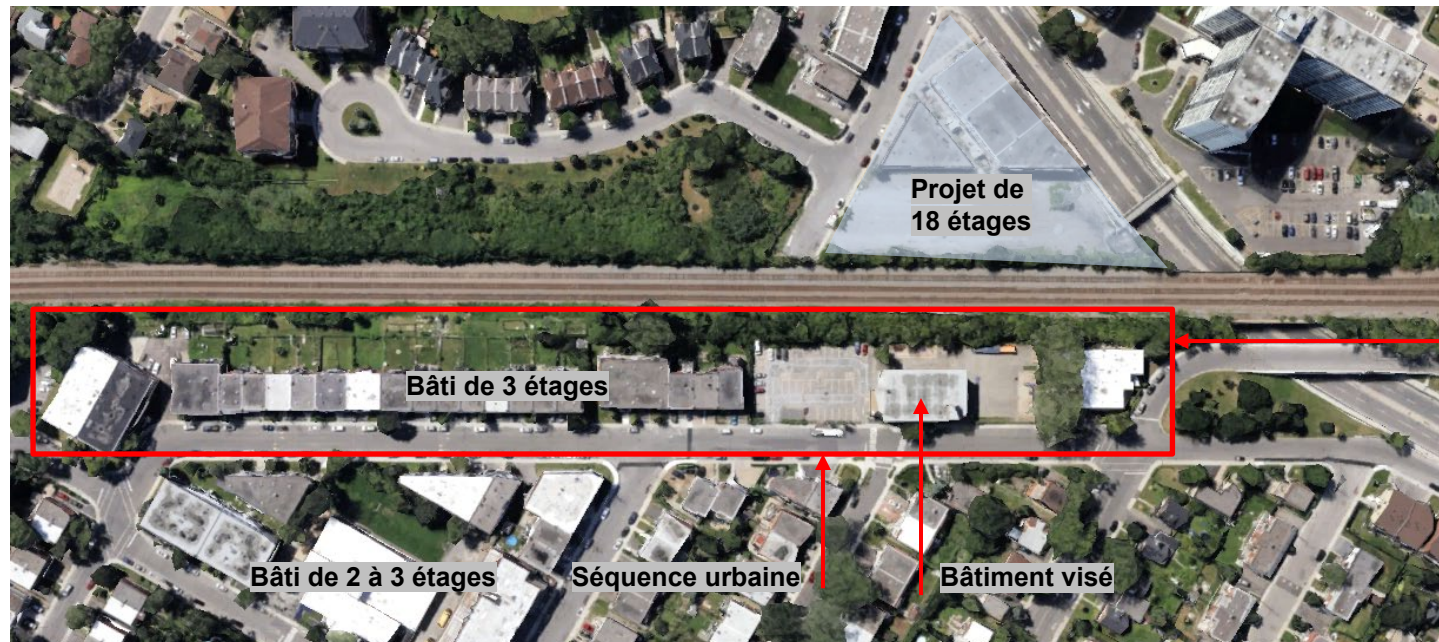 Projet de
18 étages
Bâti de 3 étages
Bâti de 2 à 3 étages
Séquence urbaine
Bâtiment visé